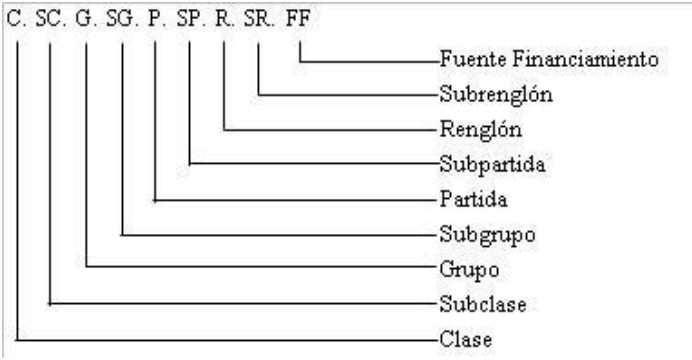 C. SC. G. SG. P. SP. R. SR. FF
Fuente Financiamiento
Subrenglón
Renglón
Subpartida
Partida
Subgrupo
Grupo
Subclase
Clase